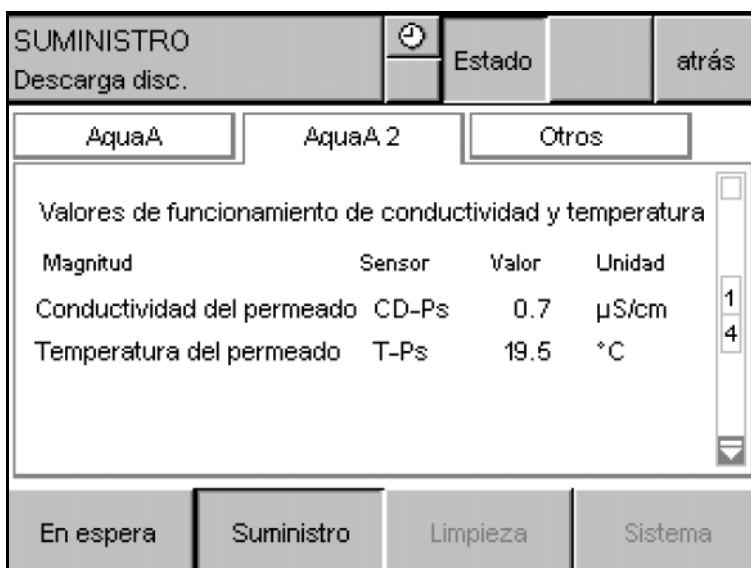 SUMINISTRO
Descarga disc.
Estado
atrás
AquaA
AquaA 2
Otros
Valores de funcionamiento de conductividad y temperatura
Magnitud Sensor Valor Unidad
Conductividad del permeado CD-Ps 0.7 µS/cm
Temperatura del permeado T-Ps 19.5 °C
1
4
En espera
Suministro
Limpieza
Sistema